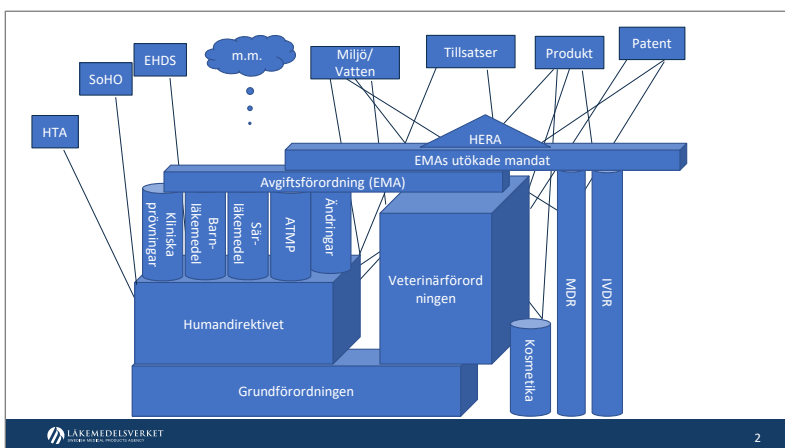 HTA
SoHO
EHDS
m.m.
Miljö/
Vatten
Tillsatser
Produkt
Patent
HERA
EMAs utökade mandat
Avgiftsförordning (EMA)
Kliniska
prövningar
Barn-
läkemedel
Sär-
läkemedel
ATMP
Ändringar
Veterinärförord
ningen
MDR
IVDR
Humandirektivet
Kosmetika
Grundförordningen
LÄKEMEDELSVERKET
SWEDISH MEDICAL PRODUCTS AGENCY
2